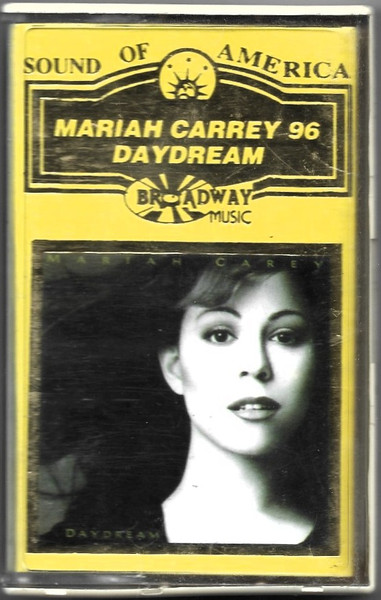 SOUND OF AMERICA
MARIAH CARREY 96
DAYDREAM
BROADWAY
MUSIC
MARIAH CAREY
DAYDREAM